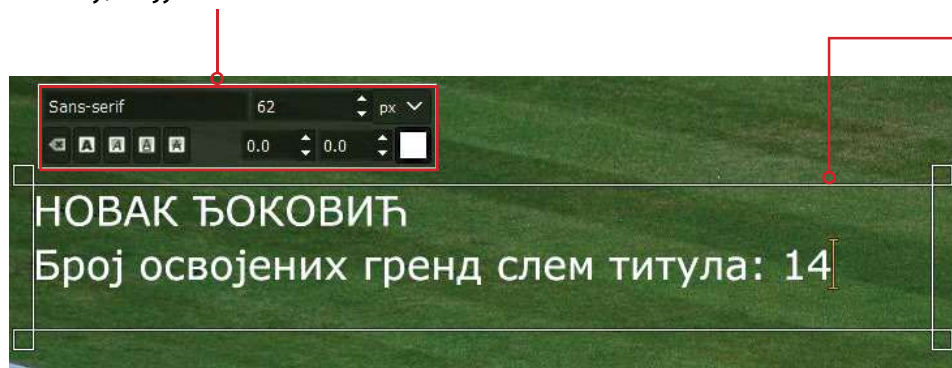 Sans-serif 62 px
0.0 0.0
НОВАК ЂОКОВИЋ
Број освојених гренд слем титула: 14